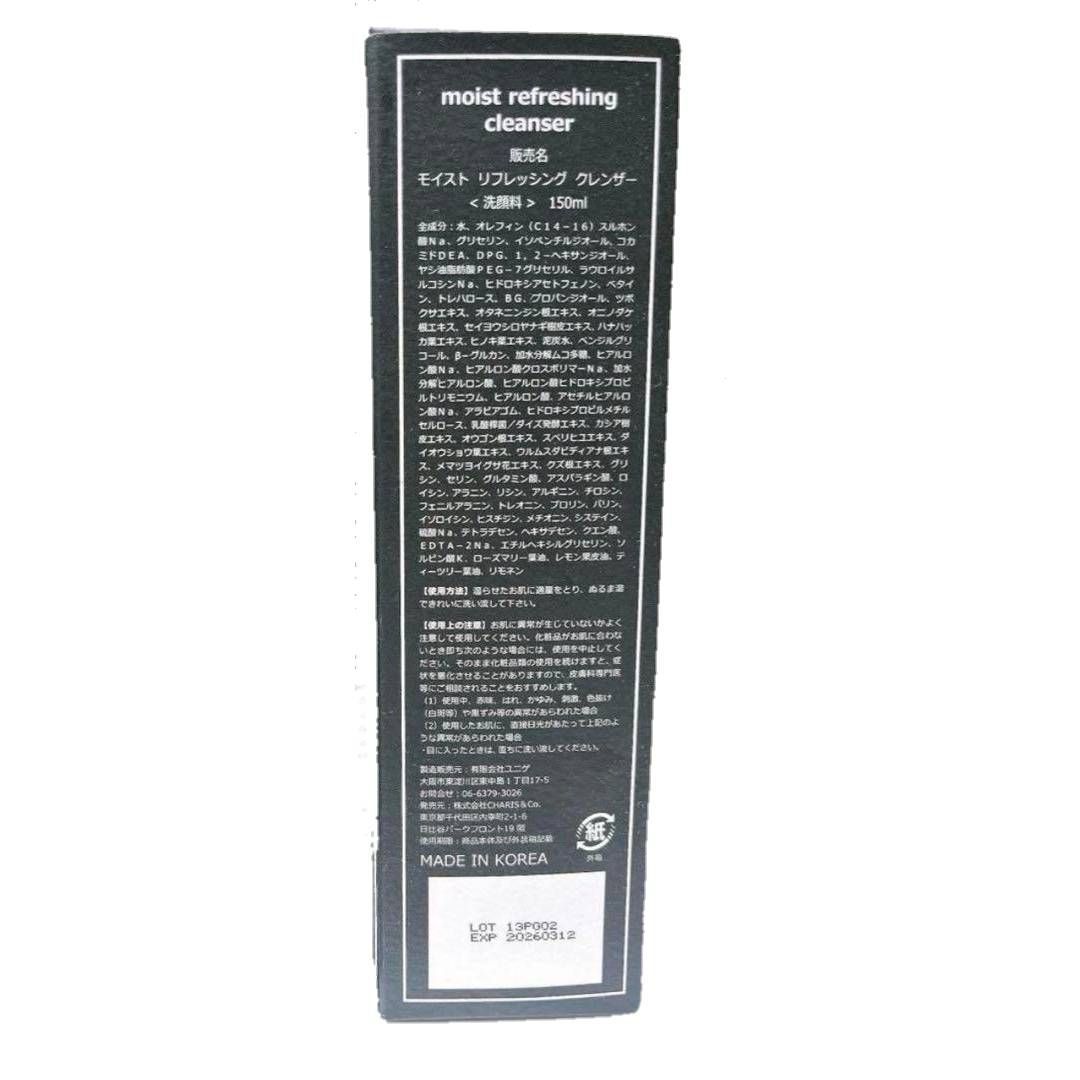 moist refreshing
cleanser
販売名
モイスト リフレッシング クレンザー
< 洗顔料 > 150ml
全成分：水、オレフィン（C14－16）スルホン
酸Na、グリセリン、イソペンチルジオール、コカ
ミドDEA、DPG、1，2－ヘキサンジオール、
ヤシ油脂肪酸PEG－7グリセリル、ラウロイルサ
ルコシンNa、ヒドロキシアセトフェノン、ベタイ
ン、トレハロース、BG、プロパンジオール、ツボ
クサエキス、オタネニンジン根エキス、オニノダケ
根エキス、セイヨウシロヤナギ樹皮エキス、ハナハッ
カ葉エキス、ヒノキ葉エキス、泥炭水、ベンジルグリ
コール、β－グルカン、加水分解ムコ多糖、ヒアルロ
ン酸Na、ヒアルロン酸クロスポリマーNa、加水
分解ヒアルロン酸、ヒアルロン酸ヒドロキシプロピ
ルトリモニウム、ヒアルロン酸、アセチルヒアルロ
ン酸Na、アラビアゴム、ヒドロキシプロピルメチル
セルロース、乳酸桿菌／ダイズ発酵エキス、カシア樹
皮エキス、オウゴン根エキス、スベリヒユエキス、ダ
イオウショウ葉エキス、ウルムスダビディアナ根エキ
ス、メマツヨイグサ花エキス、クズ根エキス、グリ
シン、セリン、グルタミン酸、アスパラギン酸、ロ
イシン、アラニン、リシン、アルギニン、チロシン、
フェニルアラニン、トレオニン、プロリン、バリン、
イソロイシン、ヒスチジン、メチオニン、システイン、
硫酸Na、テトラデセン、ヘキサデセン、クエン酸、
EDTA－2Na、エチルヘキシルグリセリン、ソ
ルビン酸K、ローズマリー葉油、レモン果皮油、テ
ィーツリー葉油、リモネン
【使用方法】濡らせたお肌に適量をとり、ぬるま湯
できれいに洗い流して下さい。
【使用上の注意】お肌に異常が生じていないかよく
注意して使用してください。化粧品がお肌に合わな
いとき即ち次のような場合には、使用を中止してく
ださい。そのまま化粧品類の使用を続けますと、症
状を悪化させることがありますので、皮膚科専門医
等にご相談されることをおすすめします。
（1）使用中、赤味、はれ、かゆみ、刺激、色抜け
（白斑等）や黒ずみ等の異常があらわれた場合
（2）使用したお肌に、直接日光があたって上記のよ
うな異常があらわれた場合
・目に入ったときは、直ちに洗い流してください。
製造販売元：有限会社ユニゲ
大阪市東淀川区東中島1丁目17-5
お問合せ：06-6379-3026
発売元：株式会社CHARIS&Co.
東京都千代田区内幸町2-1-6
日比谷パークフロント19階
使用期限：商品本体及び外装箱記載
紙
外箱
MADE IN KOREA
LOT 13PG02
EXP 20260312